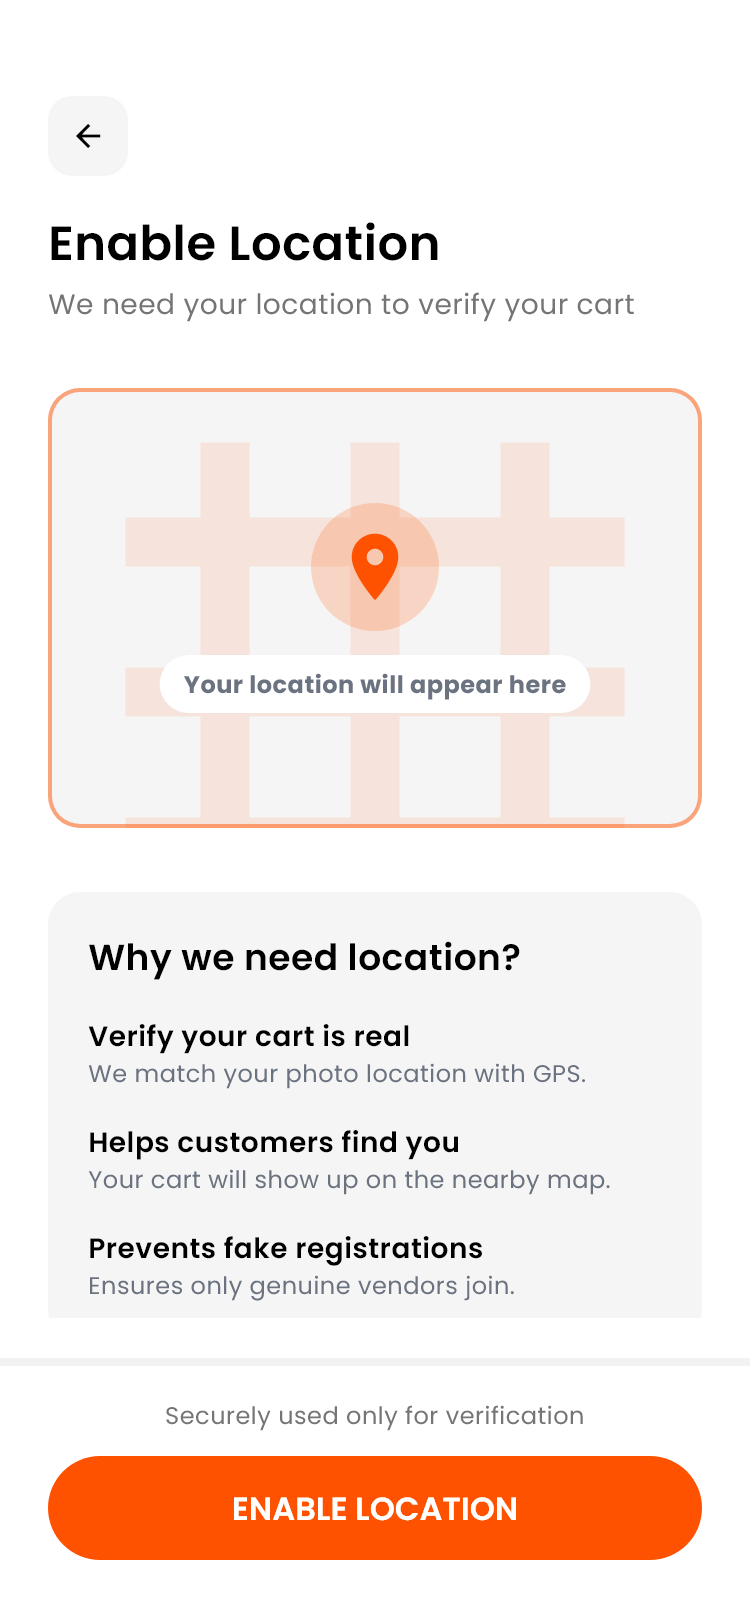 Enable Location
We need your location to verify your cart
Your location will appear here
Why we need location?
Verify your cart is real
We match your photo location with GPS.
Helps customers find you
Your cart will show up on the nearby map.
Prevents fake registrations
Ensures only genuine vendors join.
Securely used only for verification
ENABLE LOCATION